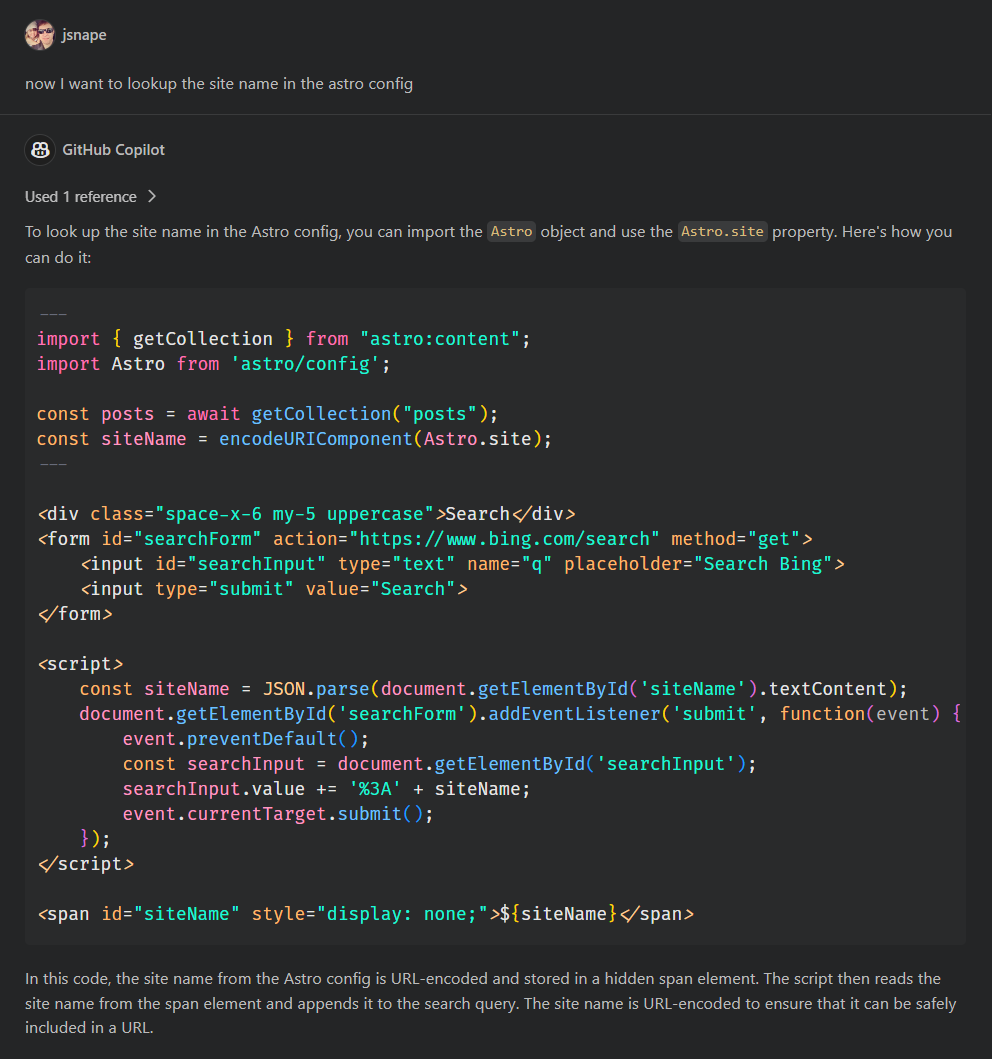 jsnape
now I want to lookup the site name in the astro config
GitHub Copilot
Used 1 reference >
To look up the site name in the Astro config, you can import the Astro object and use the Astro.site property. Here's how you
can do it:
---
import { getCollection } from "astro:content";
import Astro from 'astro/config';
const posts = await getCollection("posts");
const siteName = encodeURIComponent(Astro.site);
---
<div class="space-x-6 my-5 uppercase">Search</div>
<form id="searchForm" action="https://www.bing.com/search" method="get">
    <input id="searchInput" type="text" name="q" placeholder="Search Bing">
    <input type="submit" value="Search">
</form>
<script>
    const siteName = JSON.parse(document.getElementById('siteName').textContent);
    document.getElementById('searchForm').addEventListener('submit', function(event) {
        event.preventDefault();
        const searchInput = document.getElementById('searchInput');
        searchInput.value += '%3A' + siteName;
        event.currentTarget.submit();
    });
</script>
<span id="siteName" style="display: none;">${siteName}</span>
In this code, the site name from the Astro config is URL-encoded and stored in a hidden span element. The script then reads the
site name from the span element and appends it to the search query. The site name is URL-encoded to ensure that it can be safely
included in a URL.